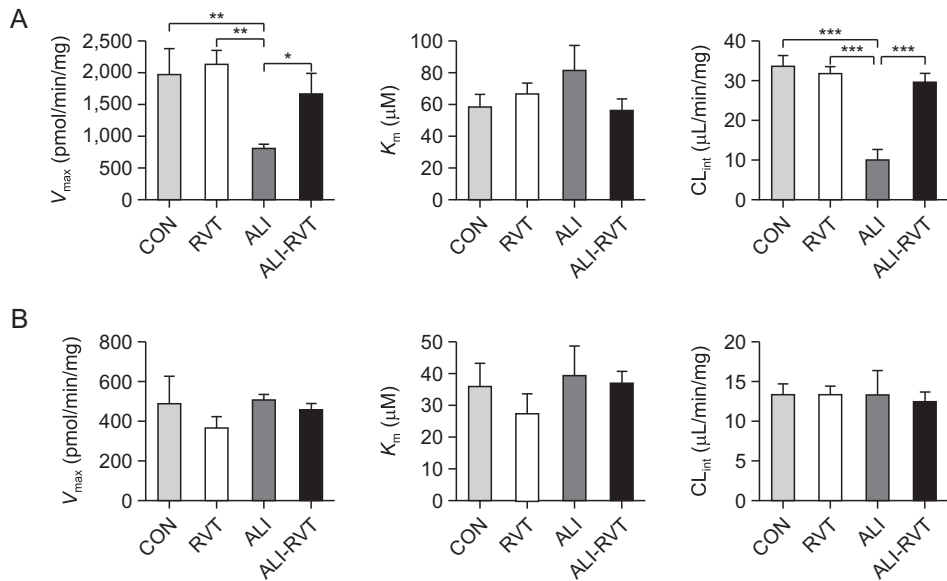 A
V_max (pmol/min/mg)
2,500
2,000
1,500
1,000
500
0
** 
**
*
CON
RVT
ALI
ALI-RVT
K_m (μM)
100
80
60
40
20
0
CON
RVT
ALI
ALI-RVT
CL_int (μL/min/mg)
40
30
20
10
0
***
*** ***
CON
RVT
ALI
ALI-RVT
B
V_max (pmol/min/mg)
800
600
400
400
0
CON
RVT
ALI
ALI-RVT
K_m (μM)
50
40
30
20
10
0
CON
RVT
ALI
ALI-RVT
CL_int (μL/min/mg)
20
15
10
5
0
CON
RVT
ALI
ALI-RVT